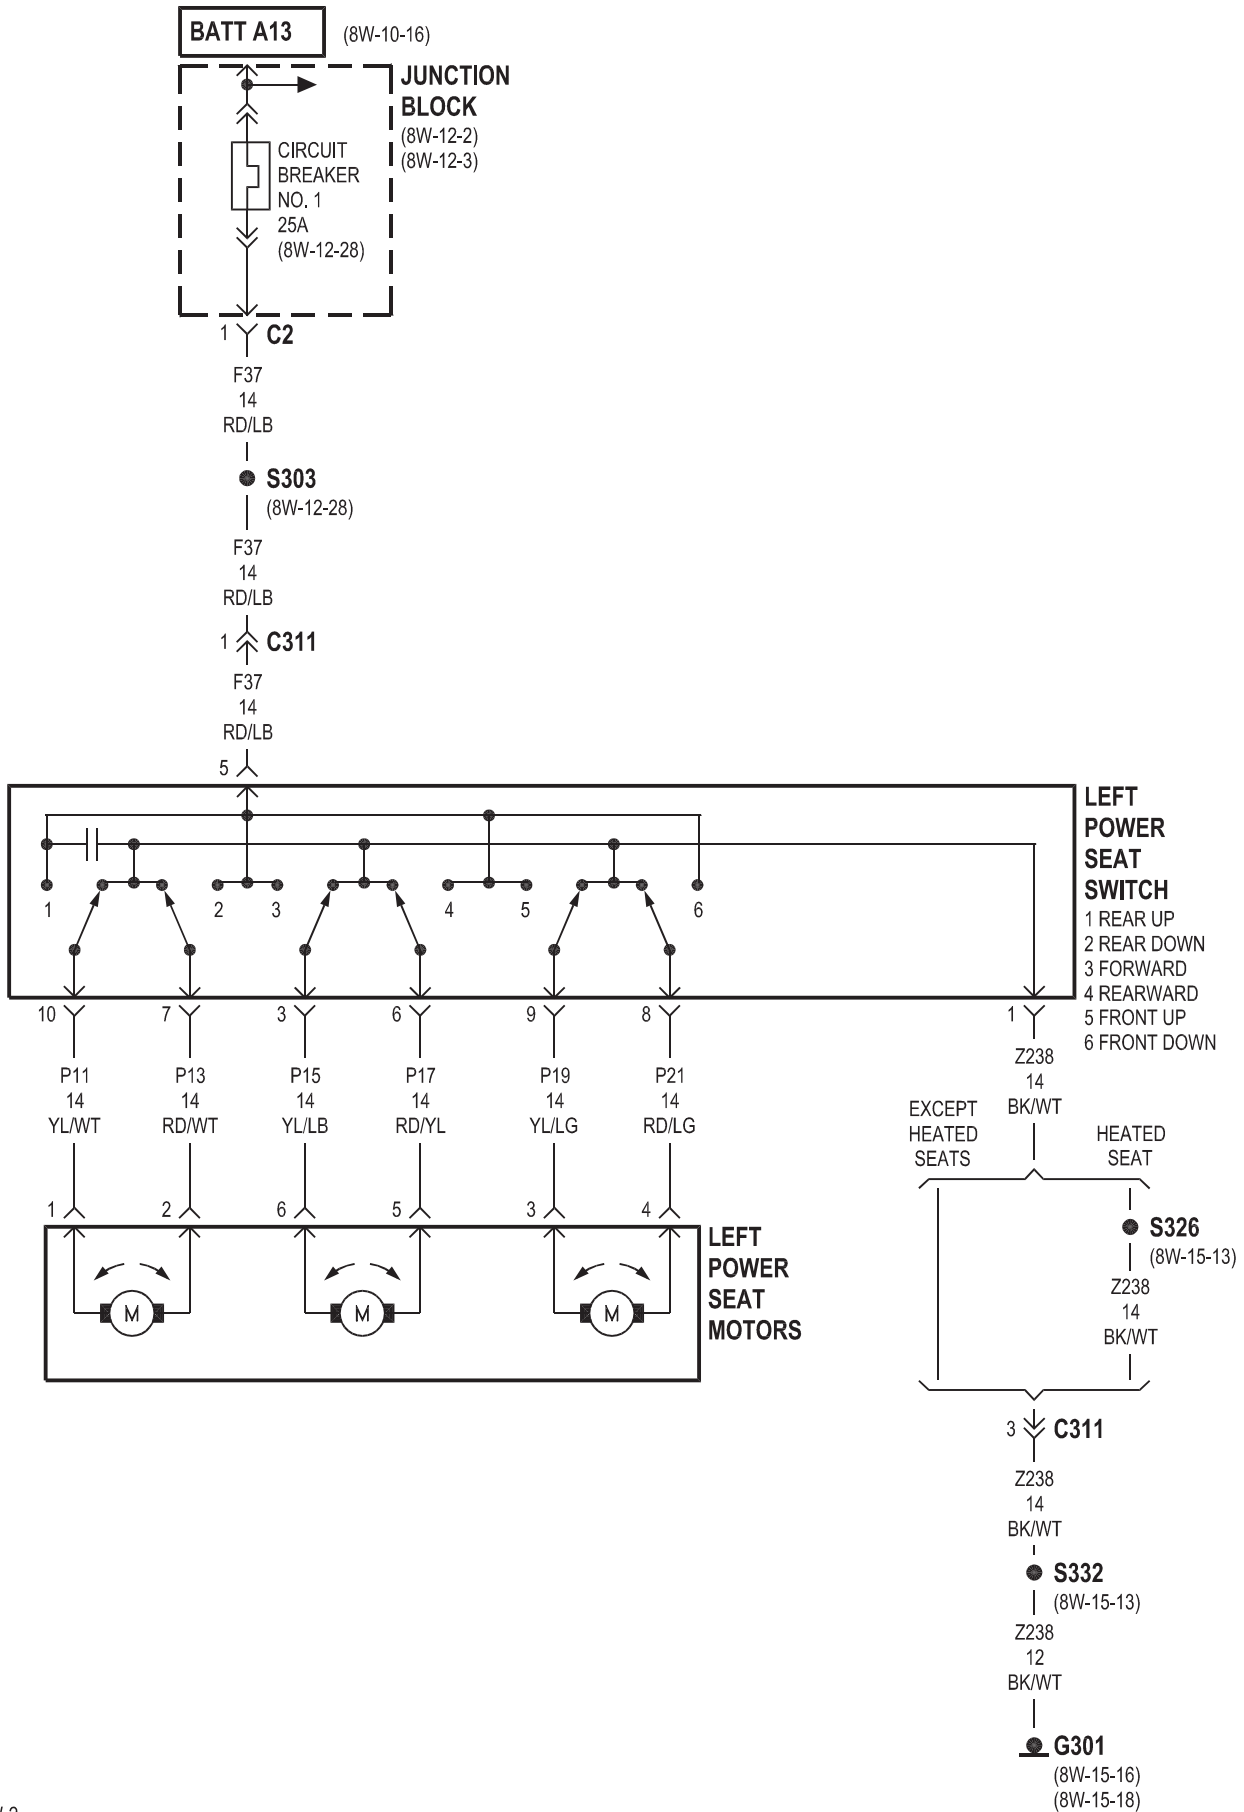 BATT A13 (8W-10-16)
JUNCTION
BLOCK
(8W-12-2)
(8W-12-3)
CIRCUIT
BREAKER
NO. 1
25A
(8W-12-28)
1 C2
F37
14
RD/LB
S303
(8W-12-28)
F37
14
RD/LB
1 C311
F37
14
RD/LB
5
LEFT
POWER
SEAT
SWITCH
1 REAR UP
2 REAR DOWN
3 FORWARD
4 REARWARD
5 FRONT UP
6 FRONT DOWN
1 2 3 4 5 6
10 7 3 6 9 8 1
P11 P13 P15 P17 P19 P21
14 14 14 14 14 14
YL/WT RD/WT YL/LB RD/YL YL/LG RD/LG
Z238
14
BK/WT
EXCEPT
HEATED
SEATS
HEATED
SEAT
1 2 6 5 3 4
LEFT
POWER
SEAT
MOTORS
M M M
S326
(8W-15-13)
Z238
14
BK/WT
3 C311
Z238
14
BK/WT
S332
(8W-15-13)
Z238
12
BK/WT
G301
(8W-15-16)
(8W-15-18)